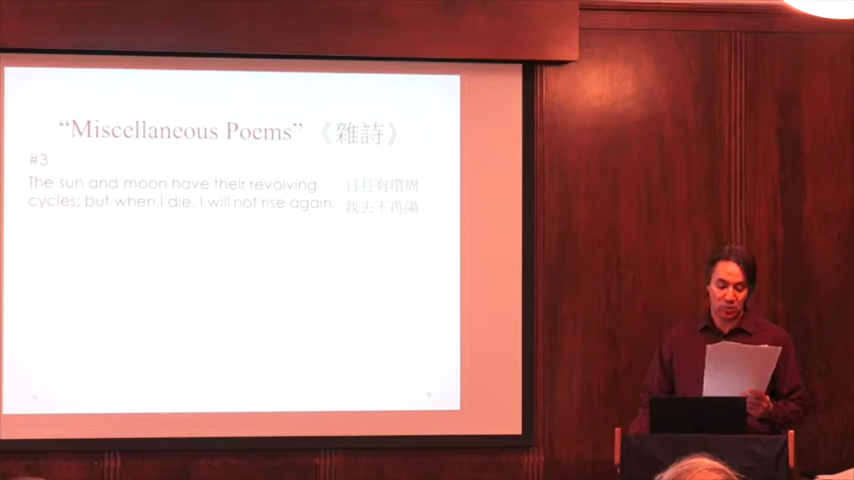 “Miscellaneous Poems” 《雜詩》
#3
The sun and moon have their revolving
cycles; but when I die, I will not rise again.
日月有環周
我去不再陽